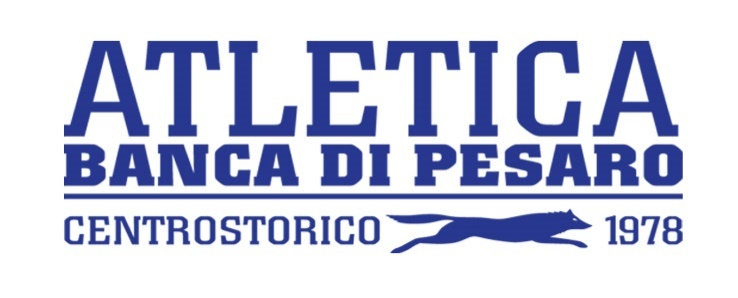 ATLETICA
BANCA DI PESARO
CENTROSTORICO 1978